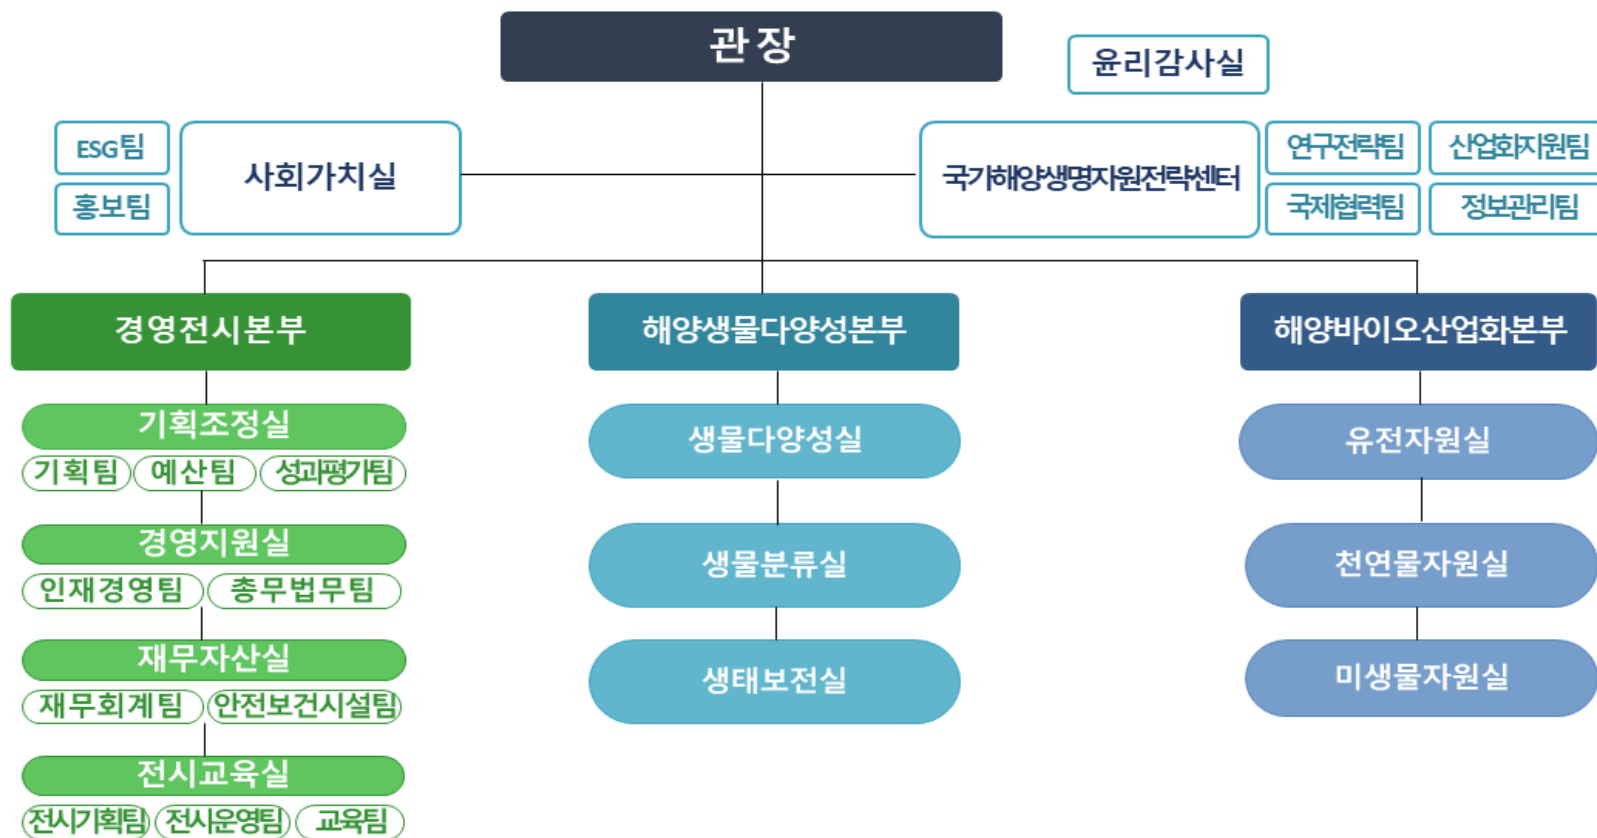 관장
윤리감사실
ESG팀
홍보팀
사회가치실
국가해양생명자원전략센터
연구전략팀
산업화지원팀
국제협력팀
정보관리팀
경영전시본부
기획조정실
기획팀
예산팀
성과평가팀
경영지원실
인재경영팀
총무법무팀
재무자산실
재무회계팀
안전보건시설팀
전시교육실
전시기획팀
전시운영팀
교육팀
해양생물다양성본부
생물다양성실
생물분류실
생태보전실
해양바이오산업화본부
유전자원실
천연물자원실
미생물자원실